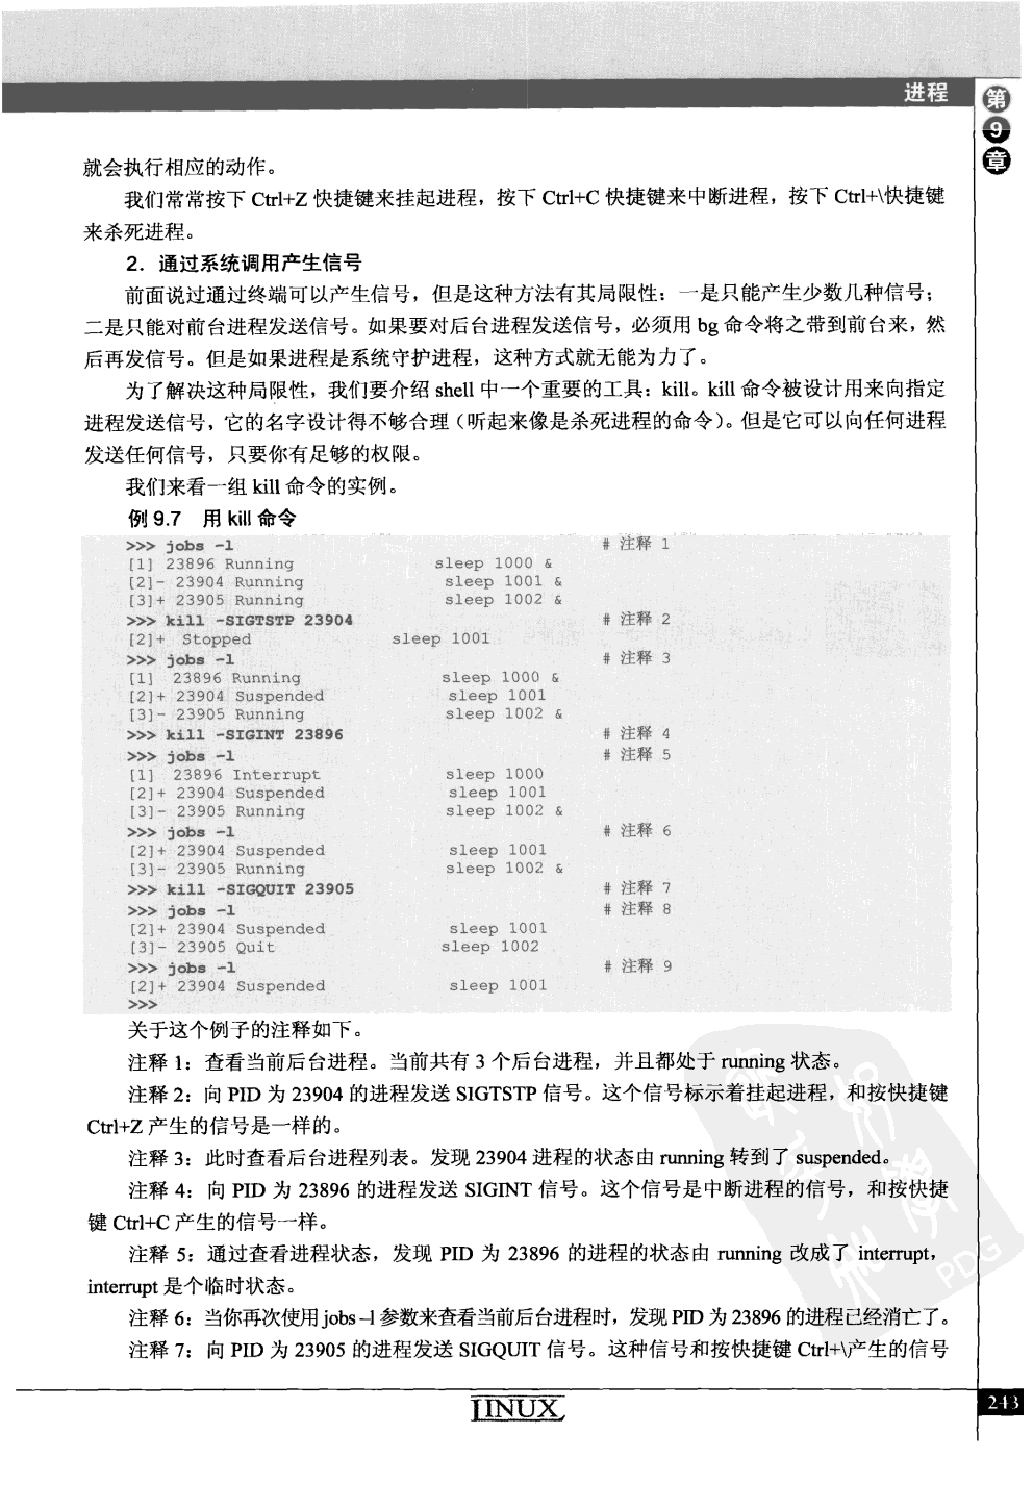 进程
第9章
就会执行相应的动作。
我们常常按下 Ctrl+Z 快捷键来挂起进程，按下 Ctrl+C 快捷键来中断进程，按下 Ctrl+\快捷键
来杀死进程。
2．通过系统调用产生信号
前面说过通过终端可以产生信号，但是这种方法有其局限性：一是只能产生少数几种信号；
二是只能对前台进程发送信号。如果要对后台进程发送信号，必须用 bg 命令将之带到前台来，然
后再发信号。但是如果进程是系统守护进程，这种方式就无能为力了。
为了解决这种局限性，我们要介绍 shell 中一个重要的工具：kill。kill 命令被设计用来向指定
进程发送信号，它的名字设计得不够合理（听起来像是杀死进程的命令）。但是它可以向任何进程
发送任何信号，只要你有足够的权限。
我们来看一组 kill 命令的实例。
例 9.7 用 kill 命令
>>> jobs -l # 注释 1
[1] 23896 Running sleep 1000 &
[2]- 23904 Running sleep 1001 &
[3]+ 23905 Running sleep 1002 &
>>> kill -SIGTSTP 23904 # 注释 2
[2]+ Stopped sleep 1001
>>> jobs -l # 注释 3
[1] 23896 Running sleep 1000 &
[2]+ 23904 Suspended sleep 1001
[3]- 23905 Running sleep 1002 &
>>> kill -SIGINT 23896 # 注释 4
>>> jobs -l # 注释 5
[1] 23896 Interrupt sleep 1000
[2]+ 23904 Suspended sleep 1001
[3]- 23905 Running sleep 1002 &
>>> jobs -l # 注释 6
[2]+ 23904 Suspended sleep 1001
[3]- 23905 Running sleep 1002 &
>>> kill -SIGQUIT 23905 # 注释 7
>>> jobs -l # 注释 8
[2]+ 23904 Suspended sleep 1001
[3]- 23905 Quit sleep 1002
>>> jobs -l # 注释 9
[2]+ 23904 Suspended sleep 1001
>>>
关于这个例子的注释如下。
注释 1：查看当前后台进程。当前共有 3 个后台进程，并且都处于 running 状态。
注释 2：向 PID 为 23904 的进程发送 SIGTSTP 信号。这个信号标示着挂起进程，和按快捷键
Ctrl+Z 产生的信号是一样的。
注释 3：此时查看后台进程列表。发现 23904 进程的状态由 running 转到了 suspended。
注释 4：向 PID 为 23896 的进程发送 SIGINT 信号。这个信号是中断进程的信号，和按快捷
键 Ctrl+C 产生的信号一样。
注释 5：通过查看进程状态，发现 PID 为 23896 的进程的状态由 running 改成了 interrupt，
interrupt 是个临时状态。
注释 6：当你再次使用 jobs –l 参数来查看当前后台进程时，发现 PID 为 23896 的进程已经消亡了。
注释 7：向 PID 为 23905 的进程发送 SIGQUIT 信号。这种信号和按快捷键 Ctrl+\产生的信号
LINUX
243
PDG